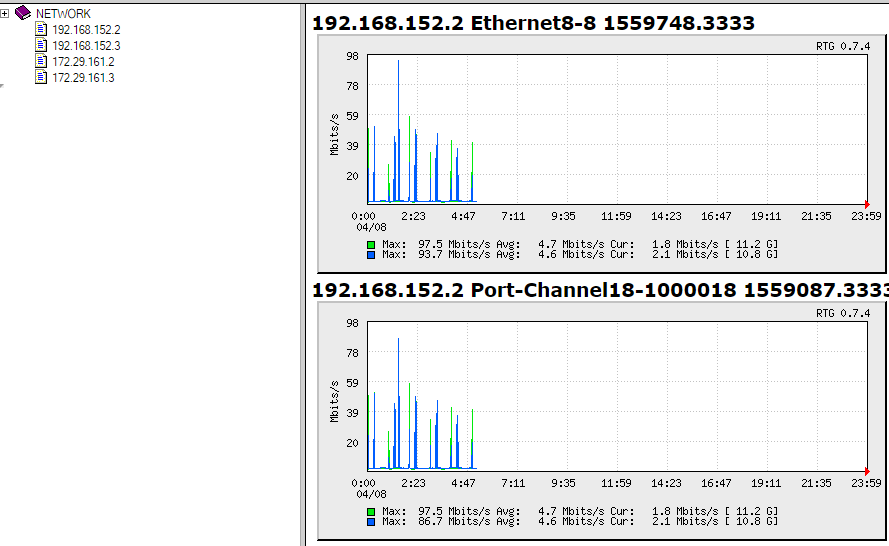 NETWORK
192.168.152.2
192.168.152.3
172.29.161.2
172.29.161.3
192.168.152.2 Ethernet8-8 1559748.3333
RTG 0.7.4
98
78
59
39
20
Mbits/s
0:00 2:23 4:47 7:11 9:35 11:59 14:23 16:47 19:11 21:35 23:59
04/08
Max: 97.5 Mbits/s Avg: 4.7 Mbits/s Cur: 1.8 Mbits/s [ 11.2 G]
Max: 93.7 Mbits/s Avg: 4.6 Mbits/s Cur: 2.1 Mbits/s [ 10.8 G]
192.168.152.2 Port-Channel18-1000018 1559087.3333
RTG 0.7.4
98
78
59
39
20
Mbits/s
0:00 2:23 4:47 7:11 9:35 11:59 14:23 16:47 19:11 21:35 23:59
04/08
Max: 97.5 Mbits/s Avg: 4.7 Mbits/s Cur: 1.8 Mbits/s [ 11.2 G]
Max: 86.7 Mbits/s Avg: 4.6 Mbits/s Cur: 2.1 Mbits/s [ 10.8 G]